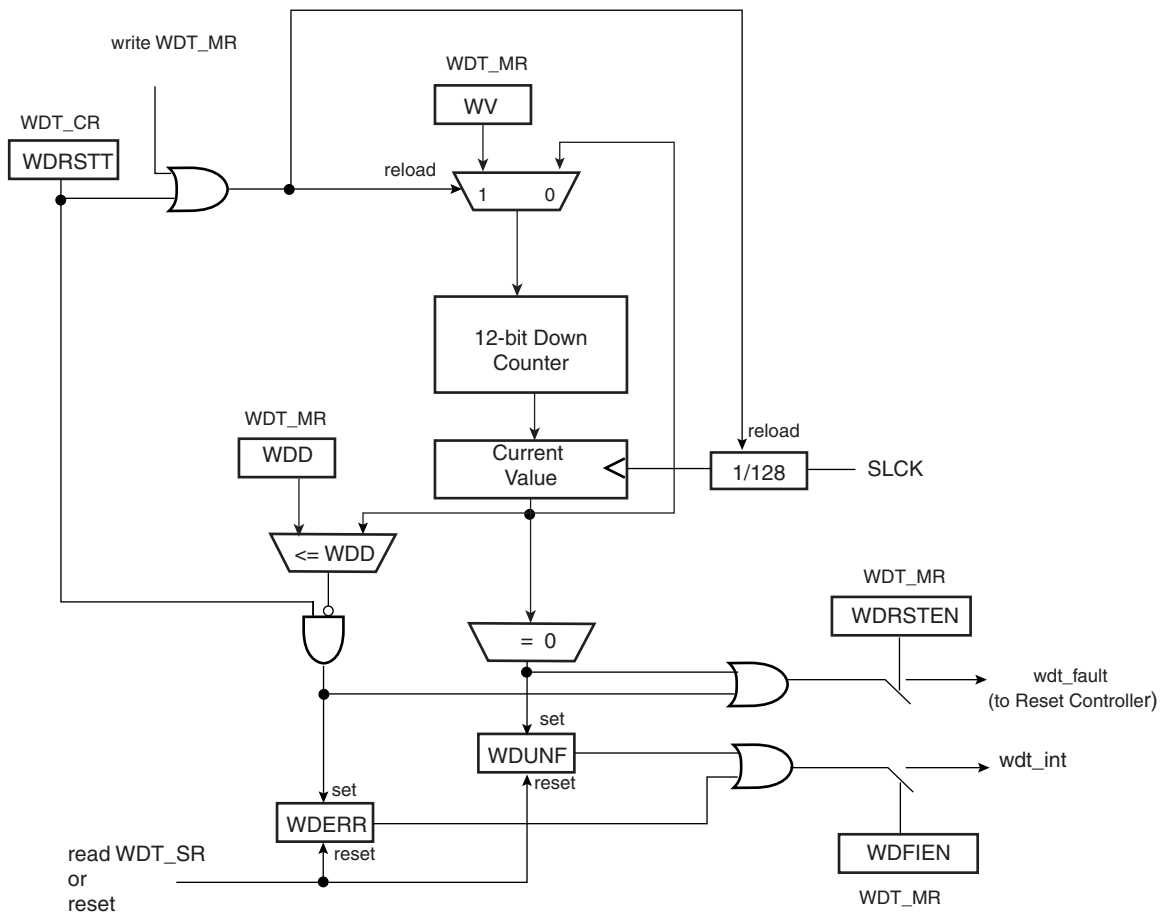 write WDT_MR
WDT_MR
WV
WDT_CR
WDRSTT
reload
1 0
12-bit Down
Counter
WDT_MR
WDD
Current
Value
reload
1/128
SLCK
<= WDD
WDT_MR
WDRSTEN
= 0
wdt_fault
(to Reset Controller)
set
WDUNF
reset
wdt_int
set
WDERR
reset
WDFIEN
WDT_MR
read WDT_SR
or
reset